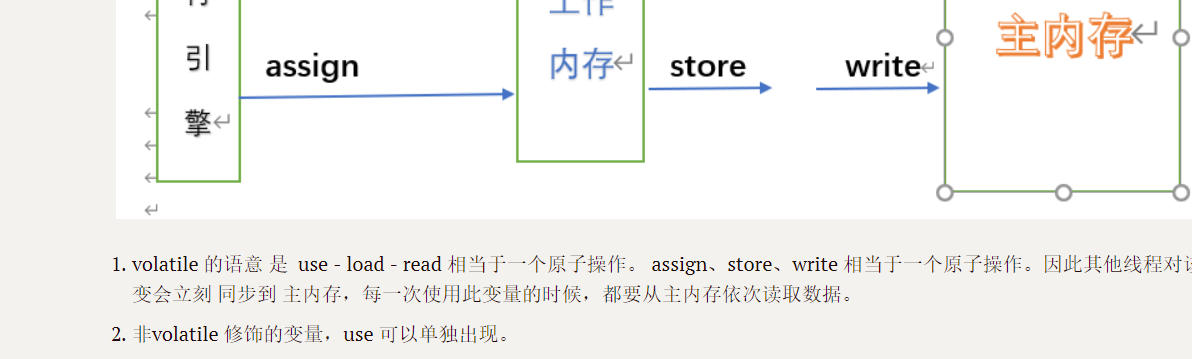 工作
引
assign
内存
store
write
主内存
擎
1. volatile 的语意 是 use - load - read 相当于一个原子操作。 assign、store、write 相当于一个原子操作。因此其他线程对
变会立刻 同步到 主内存，每一次使用此变量的时候，都要从主内存依次读取数据。
2. 非volatile 修饰的变量，use 可以单独出现。